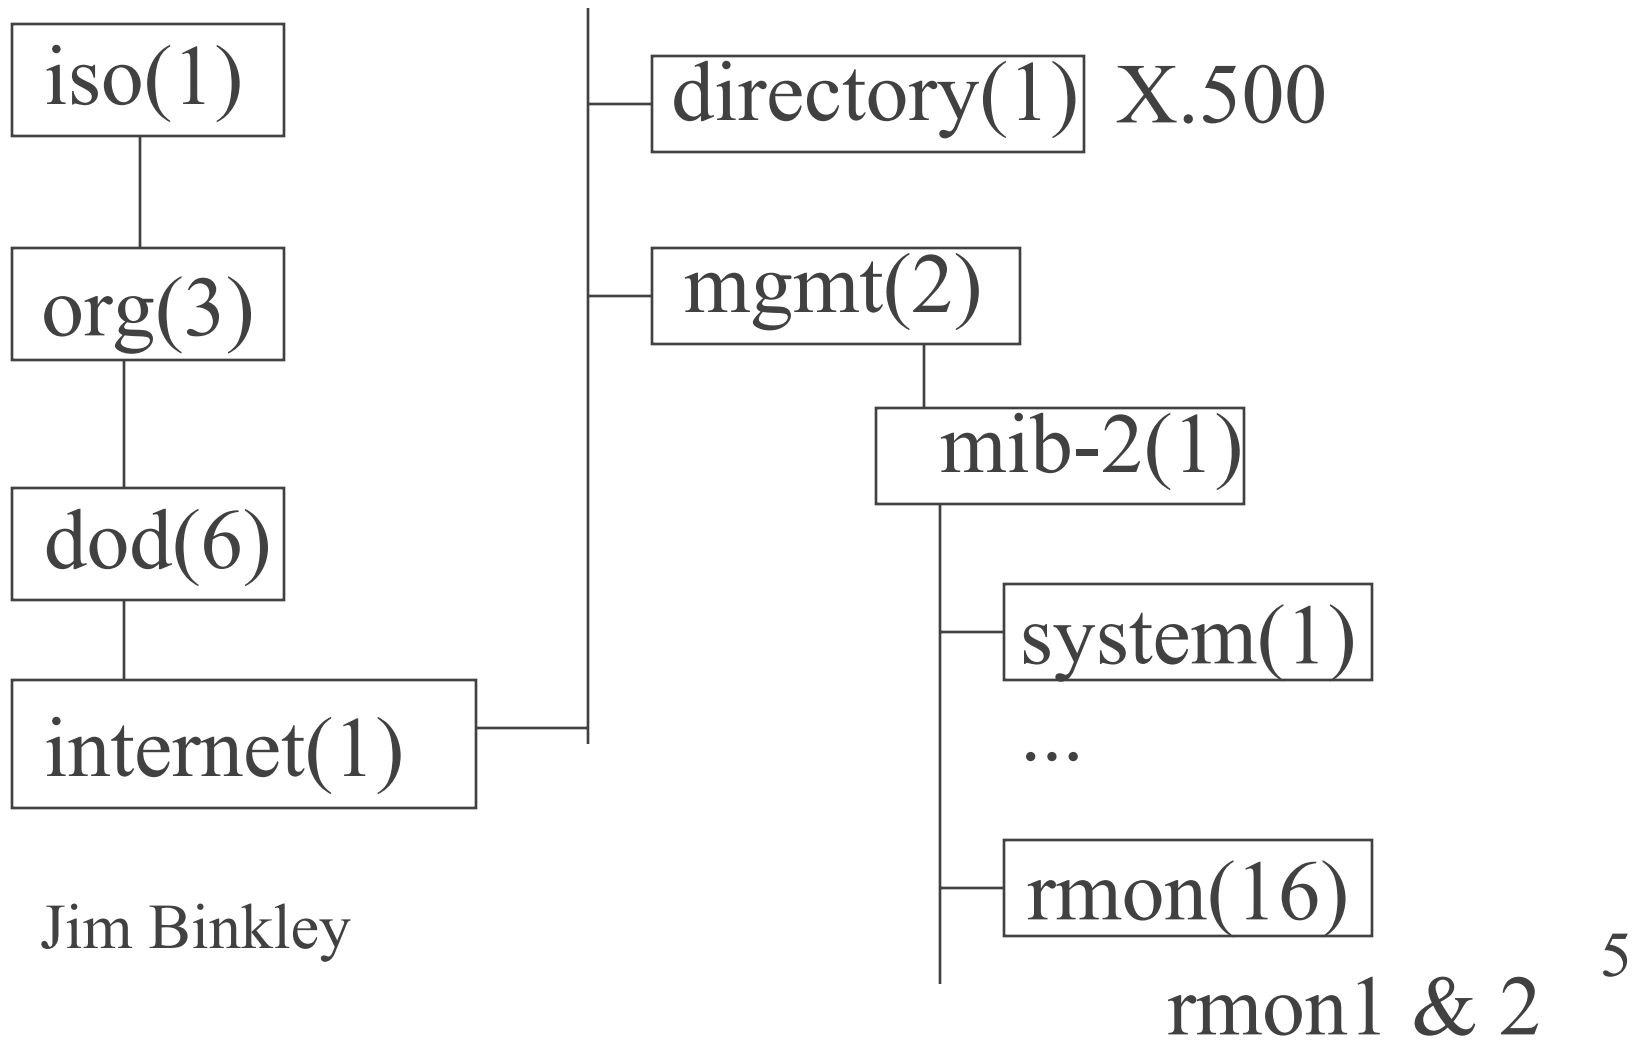 iso(1)
org(3)
dod(6)
internet(1)
directory(1) X.500
mgmt(2)
mib-2(1)
system(1)
...
rmon(16)
rmon1 & 2
Jim Binkley
5